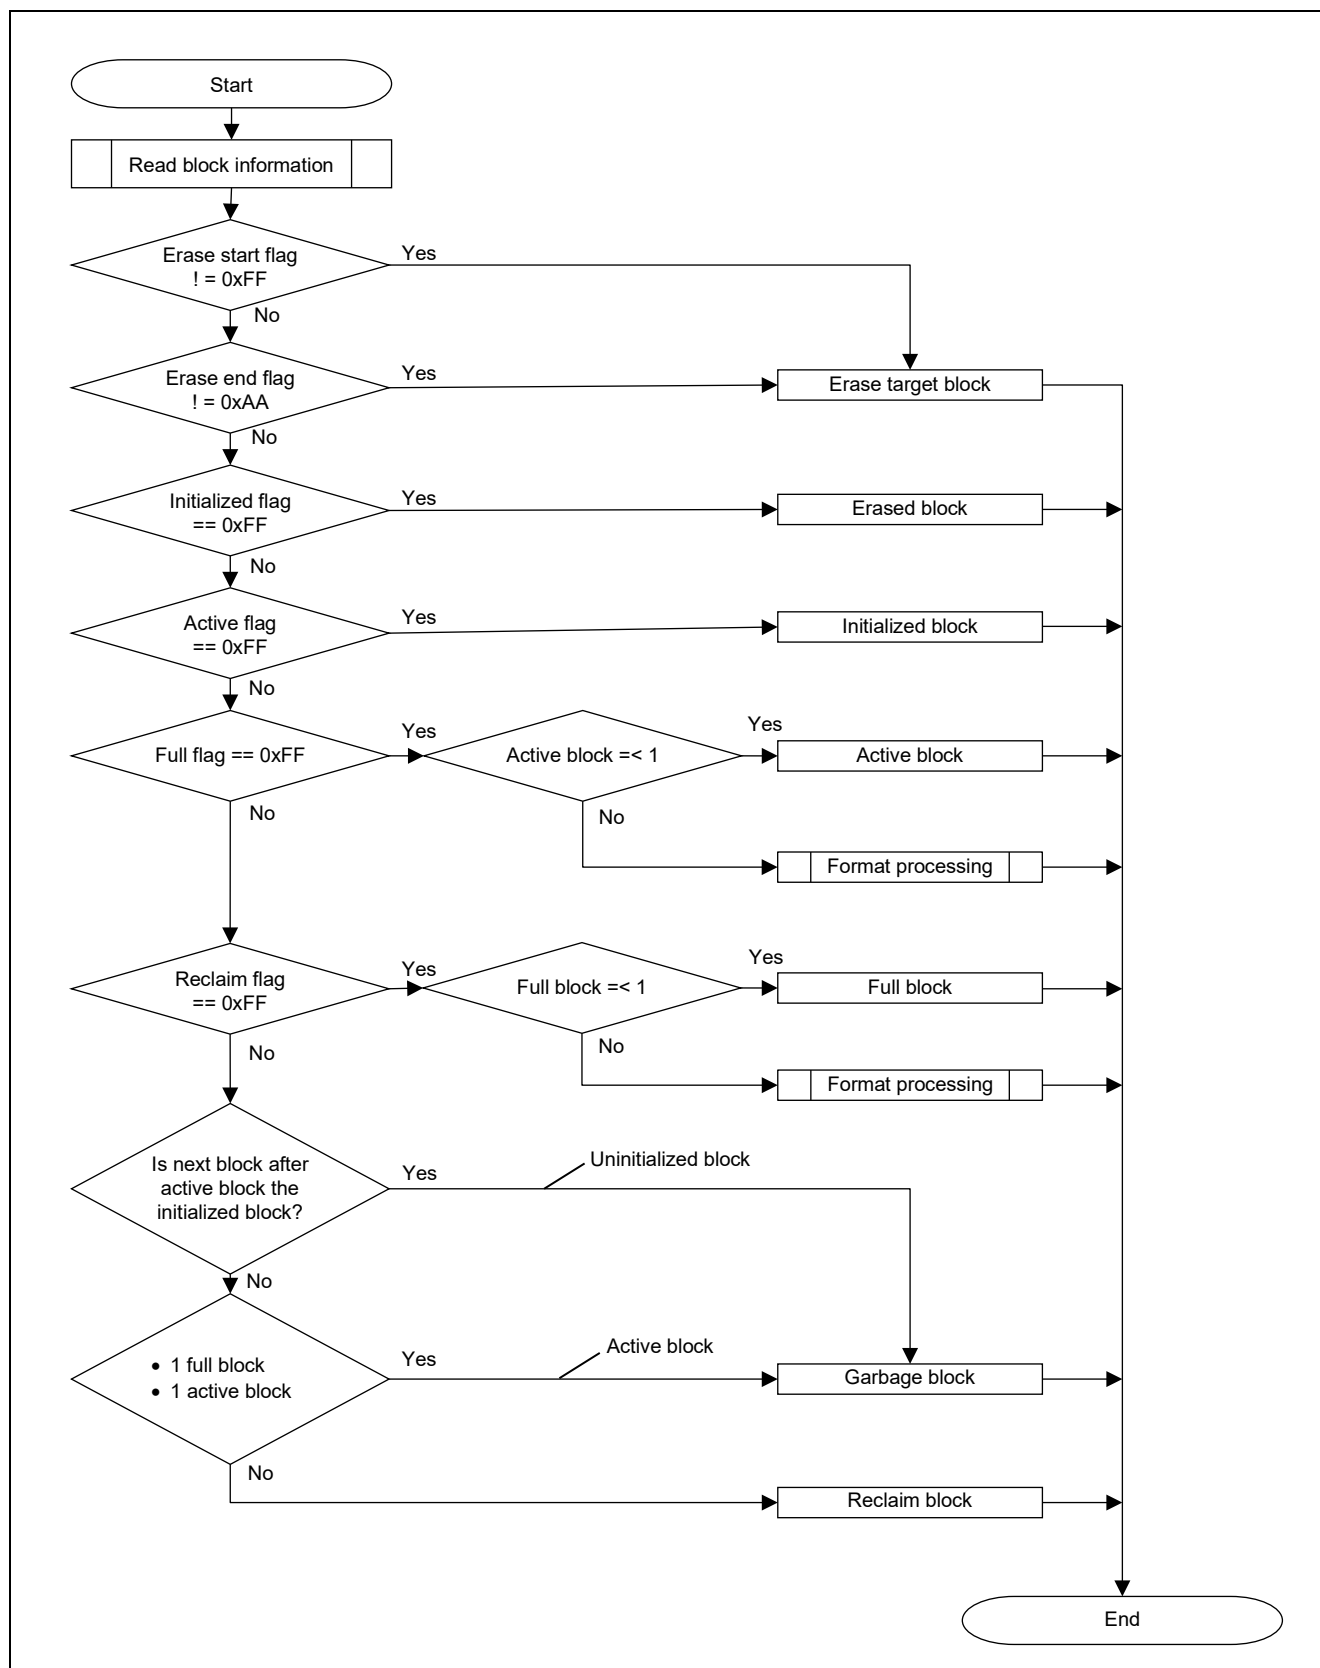 Start
Read block information
Erase start flag
! = 0xFF
Yes
No
Erase end flag
! = 0xAA
Yes
Erase target block
No
Initialized flag
== 0xFF
Yes
Erased block
No
Active flag
== 0xFF
Yes
Initialized block
No
Full flag == 0xFF
Yes
Active block =< 1
Yes
Active block
No
No
Format processing
Reclaim flag
== 0xFF
Yes
Full block =< 1
Yes
Full block
No
No
Format processing
Is next block after
active block the
initialized block?
Yes
Uninitialized block
No
• 1 full block
• 1 active block
Yes
Active block
Garbage block
No
Reclaim block
End